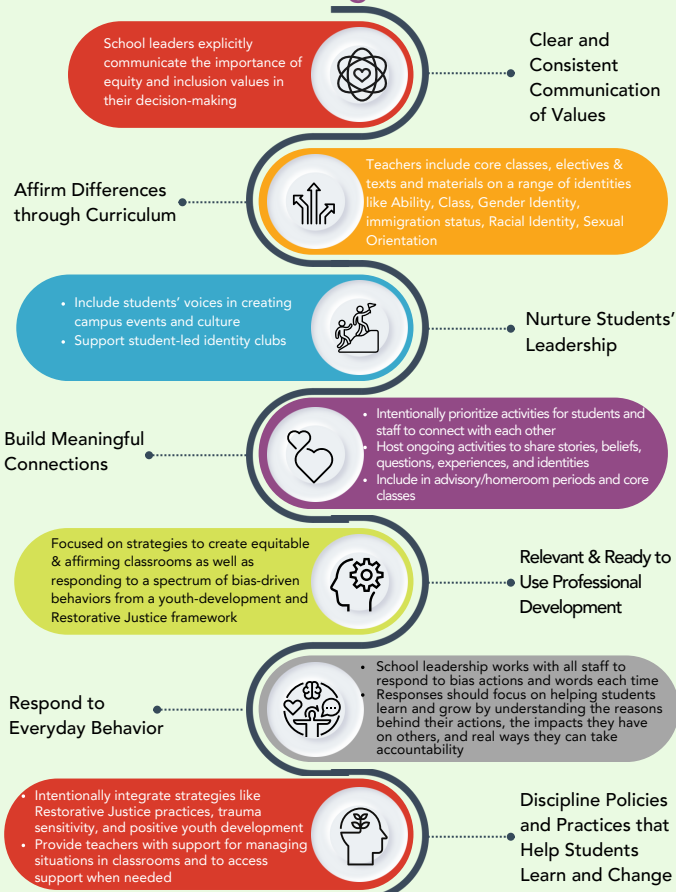 School leaders explicitly
communicate the importance of
equity and inclusion values in
their decision-making
Clear and
Consistent
Communication
of Values
Affirm Differences
through Curriculum
Teachers include core classes, electives &
texts and materials on a range of identities
like Ability, Class, Gender Identity,
immigration status, Racial Identity, Sexual
Orientation
• Include students' voices in creating
campus events and culture
• Support student-led identity clubs
Nurture Students'
Leadership
Build Meaningful
Connections
• Intentionally prioritize activities for students and
staff to connect with each other
• Host ongoing activities to share stories, beliefs,
questions, experiences, and identities
• Include in advisory/homeroom periods and core
classes
Focused on strategies to create equitable
& affirming classrooms as well as
responding to a spectrum of bias-driven
behaviors from a youth-development and
Restorative Justice framework
Relevant & Ready to
Use Professional
Development
Respond to
Everyday Behavior
• School leadership works with all staff to
respond to bias actions and words each time
• Responses should focus on helping students
learn and grow by understanding the reasons
behind their actions, the impacts they have
on others, and real ways they can take
accountability
• Intentionally integrate strategies like
Restorative Justice practices, trauma
sensitivity, and positive youth development
• Provide teachers with support for managing
situations in classrooms and to access
support when needed
Discipline Policies
and Practices that
Help Students
Learn and Change